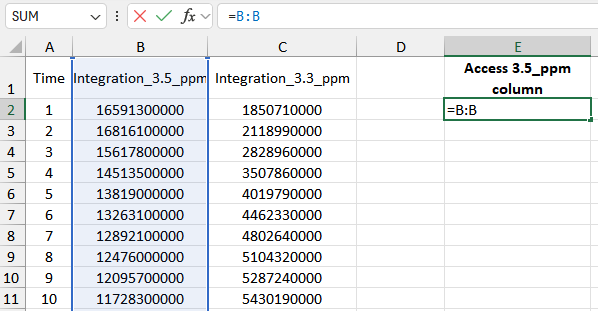 SUM fx =B:B
A B C D E
1 Time Integration_3.5_ppm Integration_3.3_ppm Access 3.5_ppm
column
2 1 16591300000 1850710000 =B:B
3 2 16816100000 2118990000
4 3 15617800000 2828960000
5 4 14513500000 3507860000
6 5 13819000000 4019790000
7 6 13263100000 4462330000
8 7 12892100000 4802640000
9 8 12476000000 5104320000
10 9 12095700000 5287240000
11 10 11728300000 5430190000